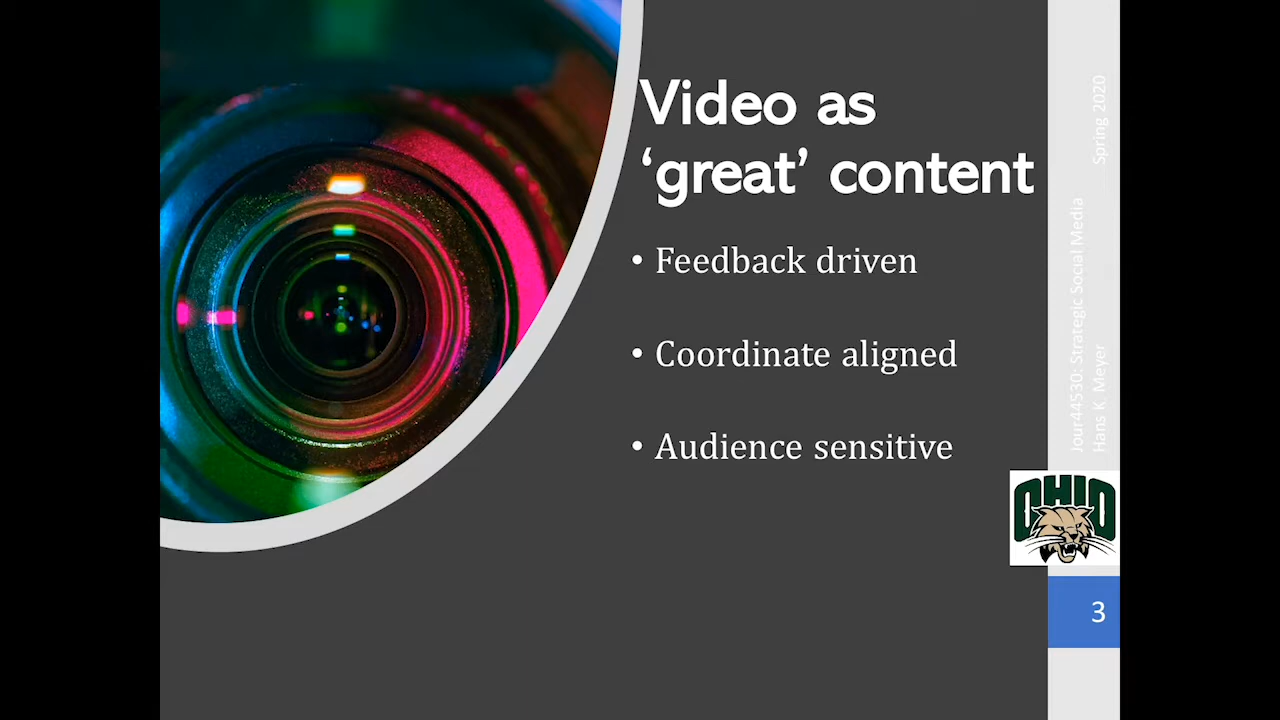 Video as
‘great’ content
• Feedback driven
• Coordinate aligned
• Audience sensitive
Jour44530: Strategic Social Media
Hans K. Meyer Spring 2020
OHIO
3